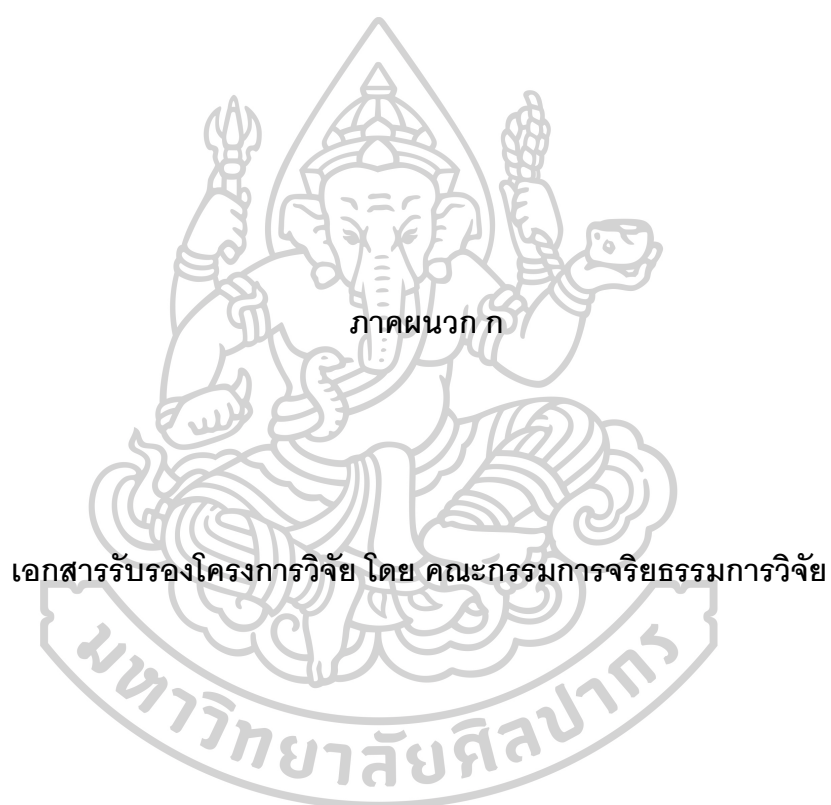 ภาคผนวก ก
เอกสารรับรองโครงการวิจัย โดย คณะกรรมการจริยธรรมการวิจัย
มหาวิทยาลัยศิลปากร